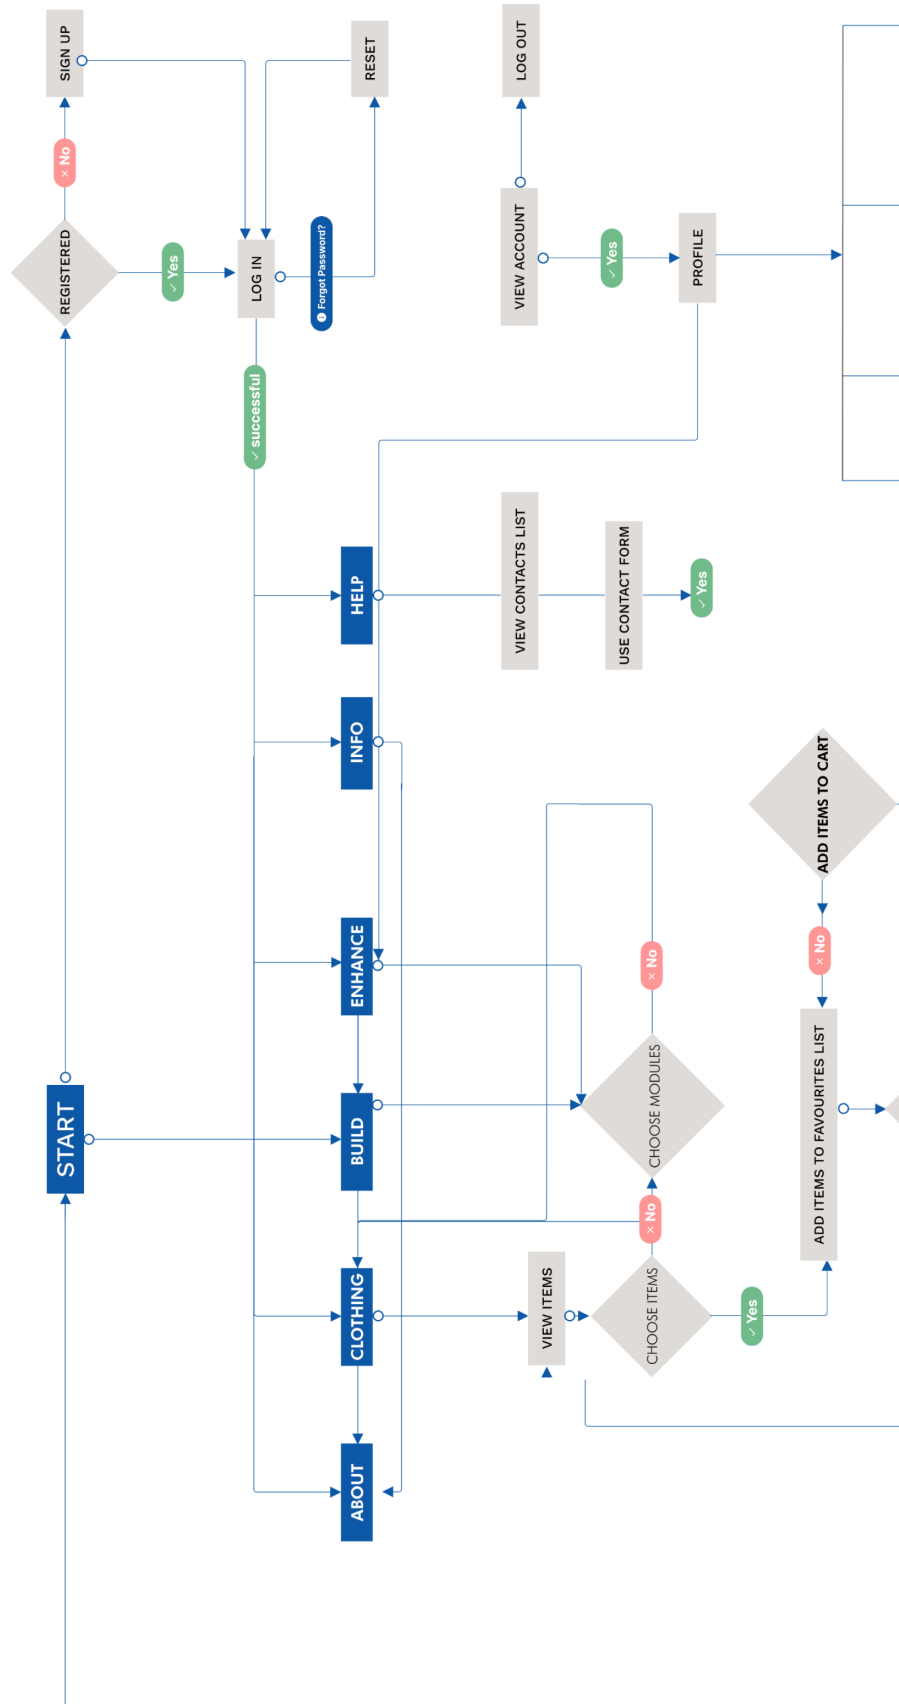 START
REGISTERED
× No
SIGN UP
✓ Yes
LOG IN
i Forgot Password?
RESET
✓ successful
ABOUT
CLOTHING
BUILD
ENHANCE
INFO
HELP
VIEW ACCOUNT
LOG OUT
✓ Yes
PROFILE
VIEW CONTACTS LIST
USE CONTACT FORM
✓ Yes
VIEW ITEMS
CHOOSE ITEMS
× No
CHOOSE MODULES
× No
✓ Yes
ADD ITEMS TO FAVOURITES LIST
× No
ADD ITEMS TO CART